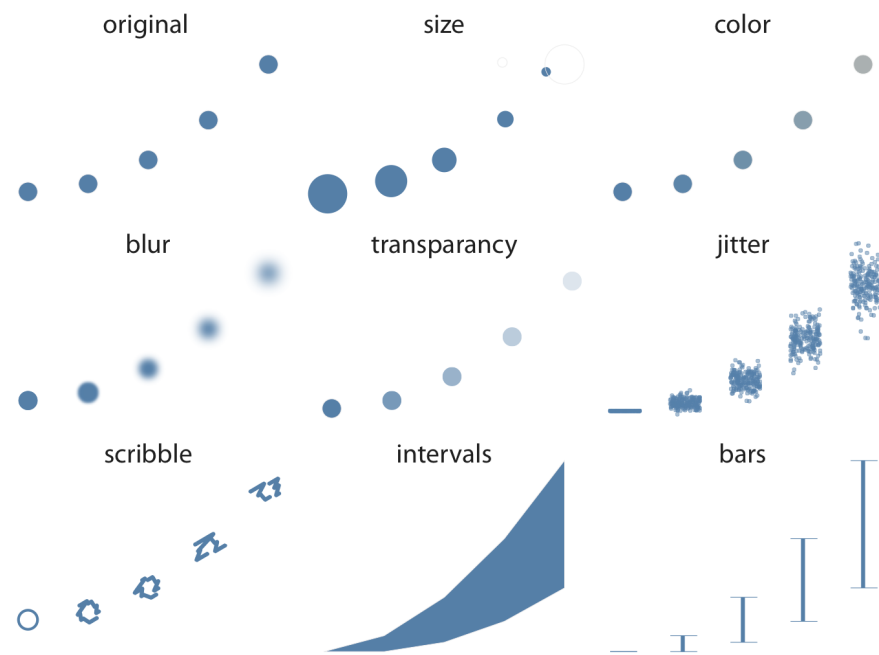 original
size
color
blur
transparancy
jitter
scribble
intervals
bars